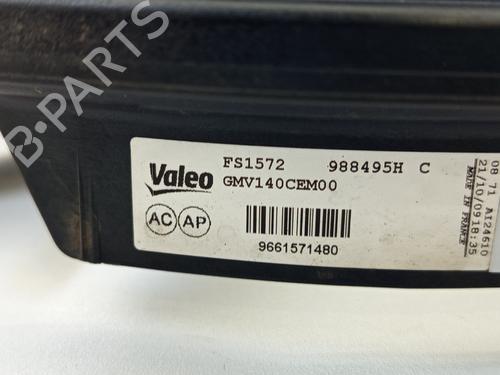 B-PARTS
Valeo FS1572 988495H C
GMV140CEM00
AC AP
9661571480
08 71 A124610
21/10/09 18:35
MADE IN FRANCE